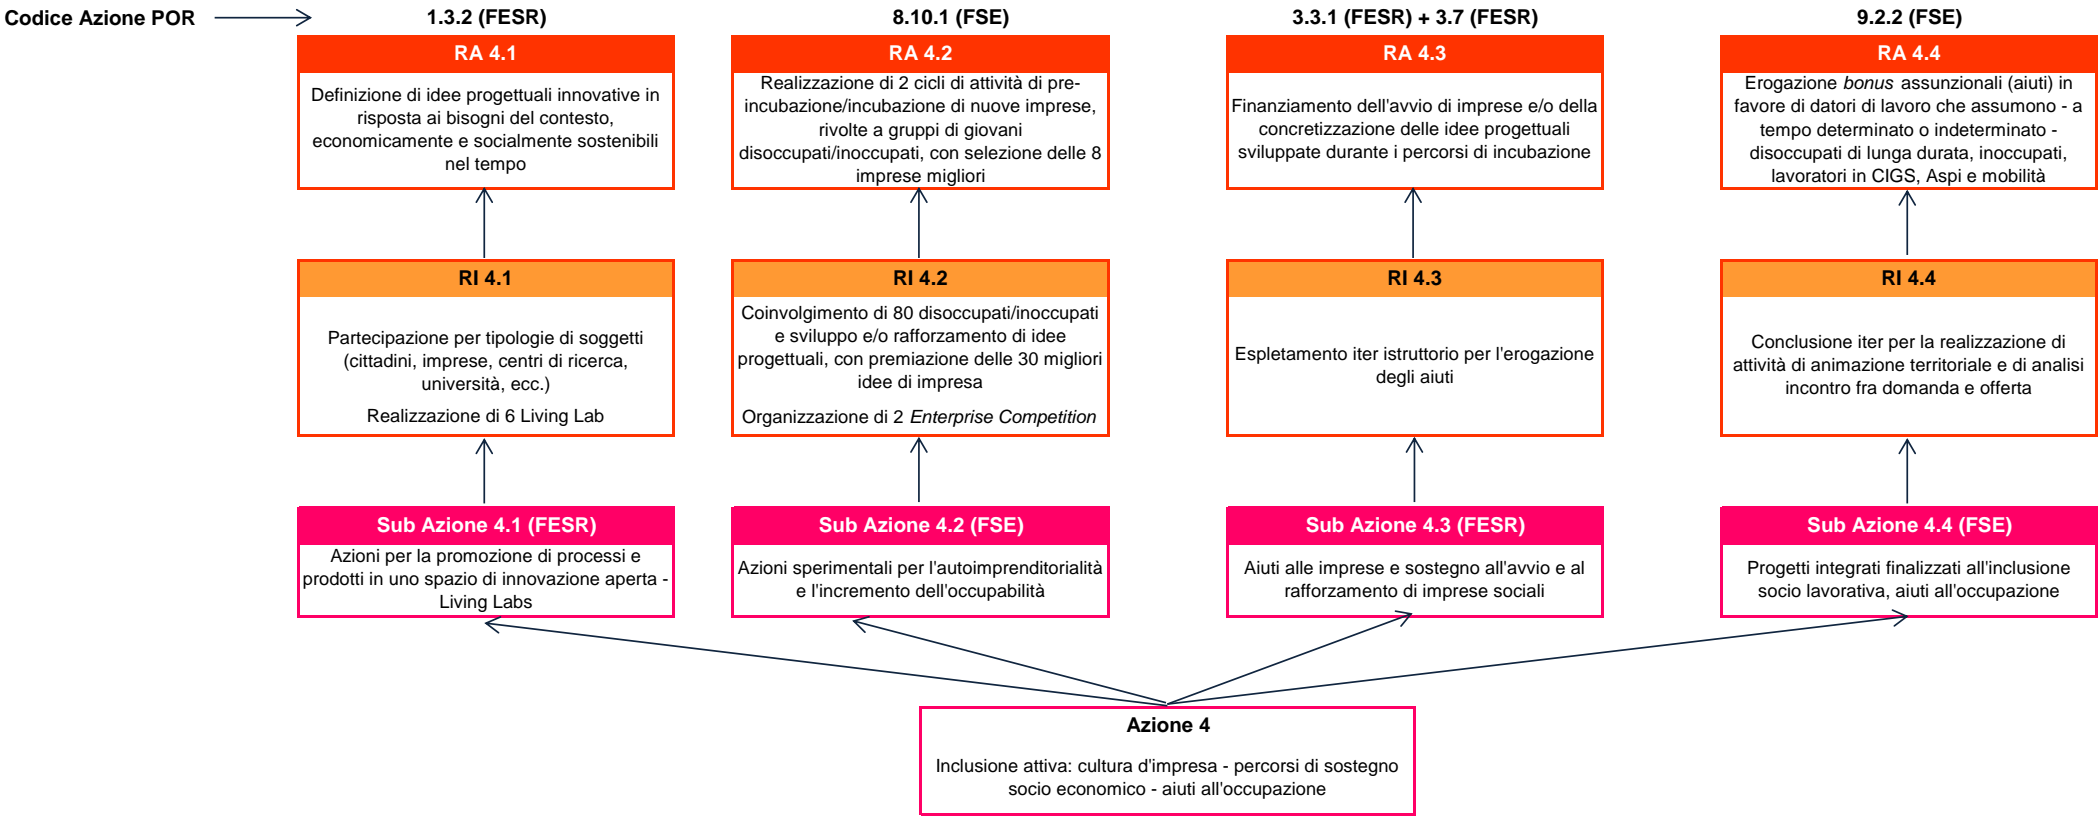 Codice Azione POR
1.3.2 (FESR)
8.10.1 (FSE)
3.3.1 (FESR) + 3.7 (FESR)
9.2.2 (FSE)
RA 4.1
Definizione di idee progettuali innovative in
risposta ai bisogni del contesto,
economicamente e socialmente sostenibili
nel tempo
RA 4.2
Realizzazione di 2 cicli di attività di pre-
incubazione/incubazione di nuove imprese,
rivolte a gruppi di giovani
disoccupati/inoccupati, con selezione delle 8
imprese migliori
RA 4.3
Finanziamento dell'avvio di imprese e/o della
concretizzazione delle idee progettuali
sviluppate durante i percorsi di incubazione
RA 4.4
Erogazione bonus assunzionali (aiuti) in
favore di datori di lavoro che assumono - a
tempo determinato o indeterminato -
disoccupati di lunga durata, inoccupati,
lavoratori in CIGS, Aspi e mobilità
RI 4.1
Partecipazione per tipologie di soggetti
(cittadini, imprese, centri di ricerca,
università, ecc.)
Realizzazione di 6 Living Lab
RI 4.2
Coinvolgimento di 80 disoccupati/inoccupati
e sviluppo e/o rafforzamento di idee
progettuali, con premiazione delle 30 migliori
idee di impresa
Organizzazione di 2 Enterprise Competition
RI 4.3
Espletamento iter istruttorio per l'erogazione
degli aiuti
RI 4.4
Conclusione iter per la realizzazione di
attività di animazione territoriale e di analisi
incontro fra domanda e offerta
Sub Azione 4.1 (FESR)
Azioni per la promozione di processi e
prodotti in uno spazio di innovazione aperta -
Living Labs
Sub Azione 4.2 (FSE)
Azioni sperimentali per l'autoimprenditorialità
e l'incremento dell'occupabilità
Sub Azione 4.3 (FESR)
Aiuti alle imprese e sostegno all'avvio e al
rafforzamento di imprese sociali
Sub Azione 4.4 (FSE)
Progetti integrati finalizzati all'inclusione
socio lavorativa, aiuti all'occupazione
Azione 4
Inclusione attiva: cultura d'impresa - percorsi di sostegno
socio economico - aiuti all'occupazione